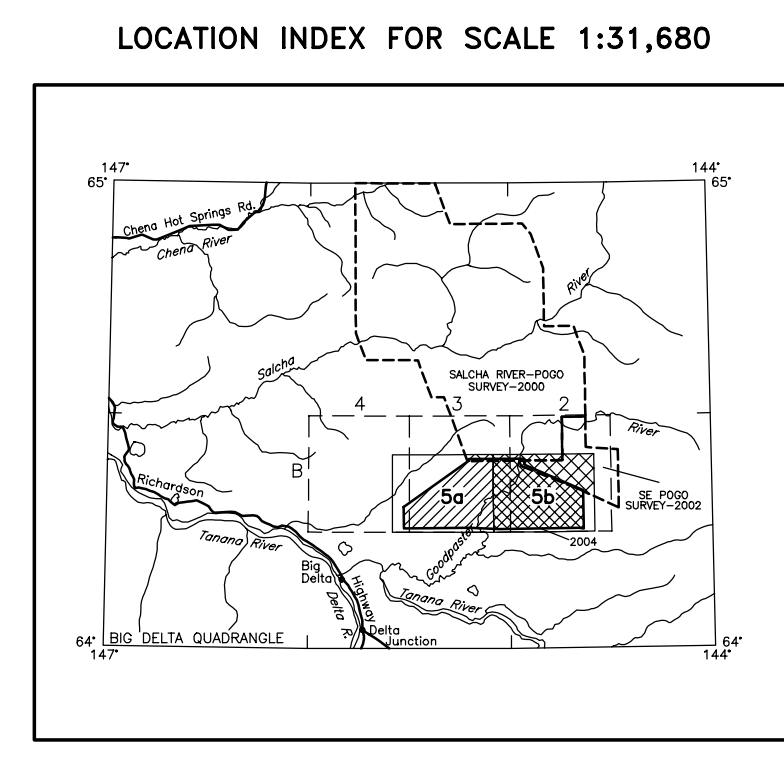 LOCATION INDEX FOR SCALE 1:31,680
147°
144°
65°
65°
Chena Hot Springs Rd.
Chena River
River
Salcha
SALCHA RIVER-POGO
SURVEY-2000
4
3
2
River
B
Richardson
5a
5b
SE POGO
SURVEY-2002
Tanana River
Goodpaster
2004
Big
Delta
Highway
Delta R.
Tanana River
Delta
Junction
BIG DELTA QUADRANGLE
64°
64°
147°
144°